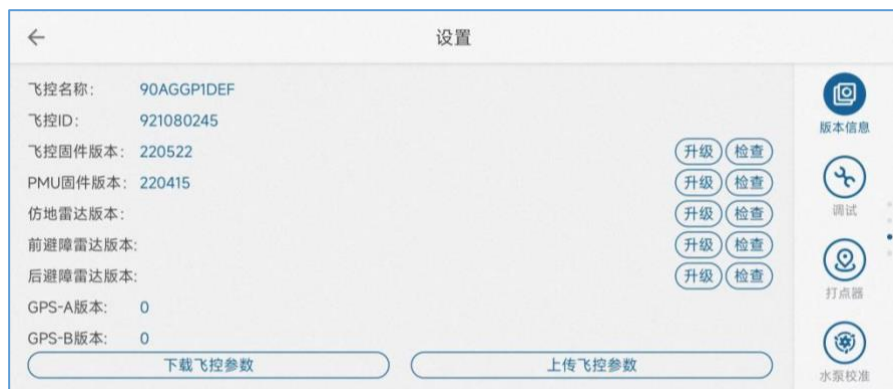 设置
飞控名称: 90AGGP1DEF
飞控ID: 921080245
飞控固件版本: 220522 升级 检查
PMU固件版本: 220415 升级 检查
仿地雷达版本: 升级 检查
前避障雷达版本: 升级 检查
后避障雷达版本: 升级 检查
GPS-A版本: 0
GPS-B版本: 0
下载飞控参数 上传飞控参数
版本信息
调试
打点器
水泵校准